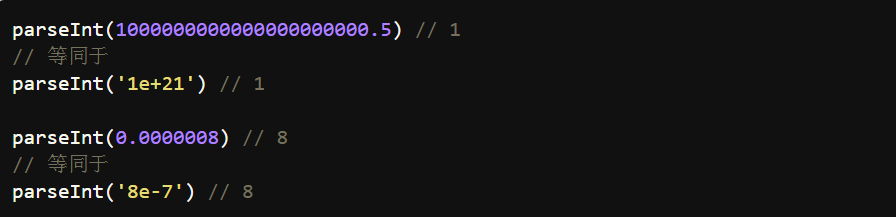 parseInt(1000000000000000000000.5) // 1
// 等同于
parseInt('1e+21') // 1
parseInt(0.0000008) // 8
// 等同于
parseInt('8e-7') // 8